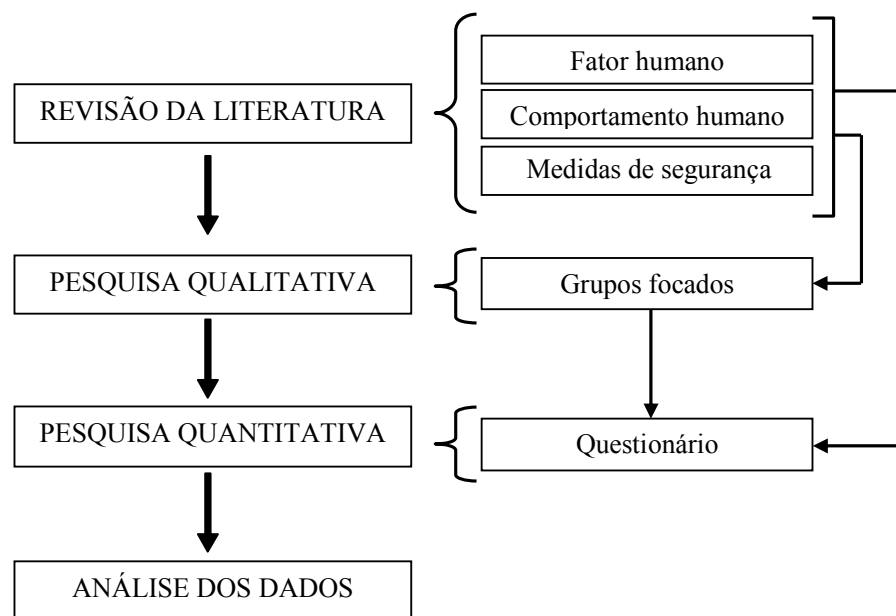 Fator humano
REVISÃO DA LITERATURA
Comportamento humano
Medidas de segurança
PESQUISA QUALITATIVA
Grupos focados
PESQUISA QUANTITATIVA
Questionário
ANÁLISE DOS DADOS